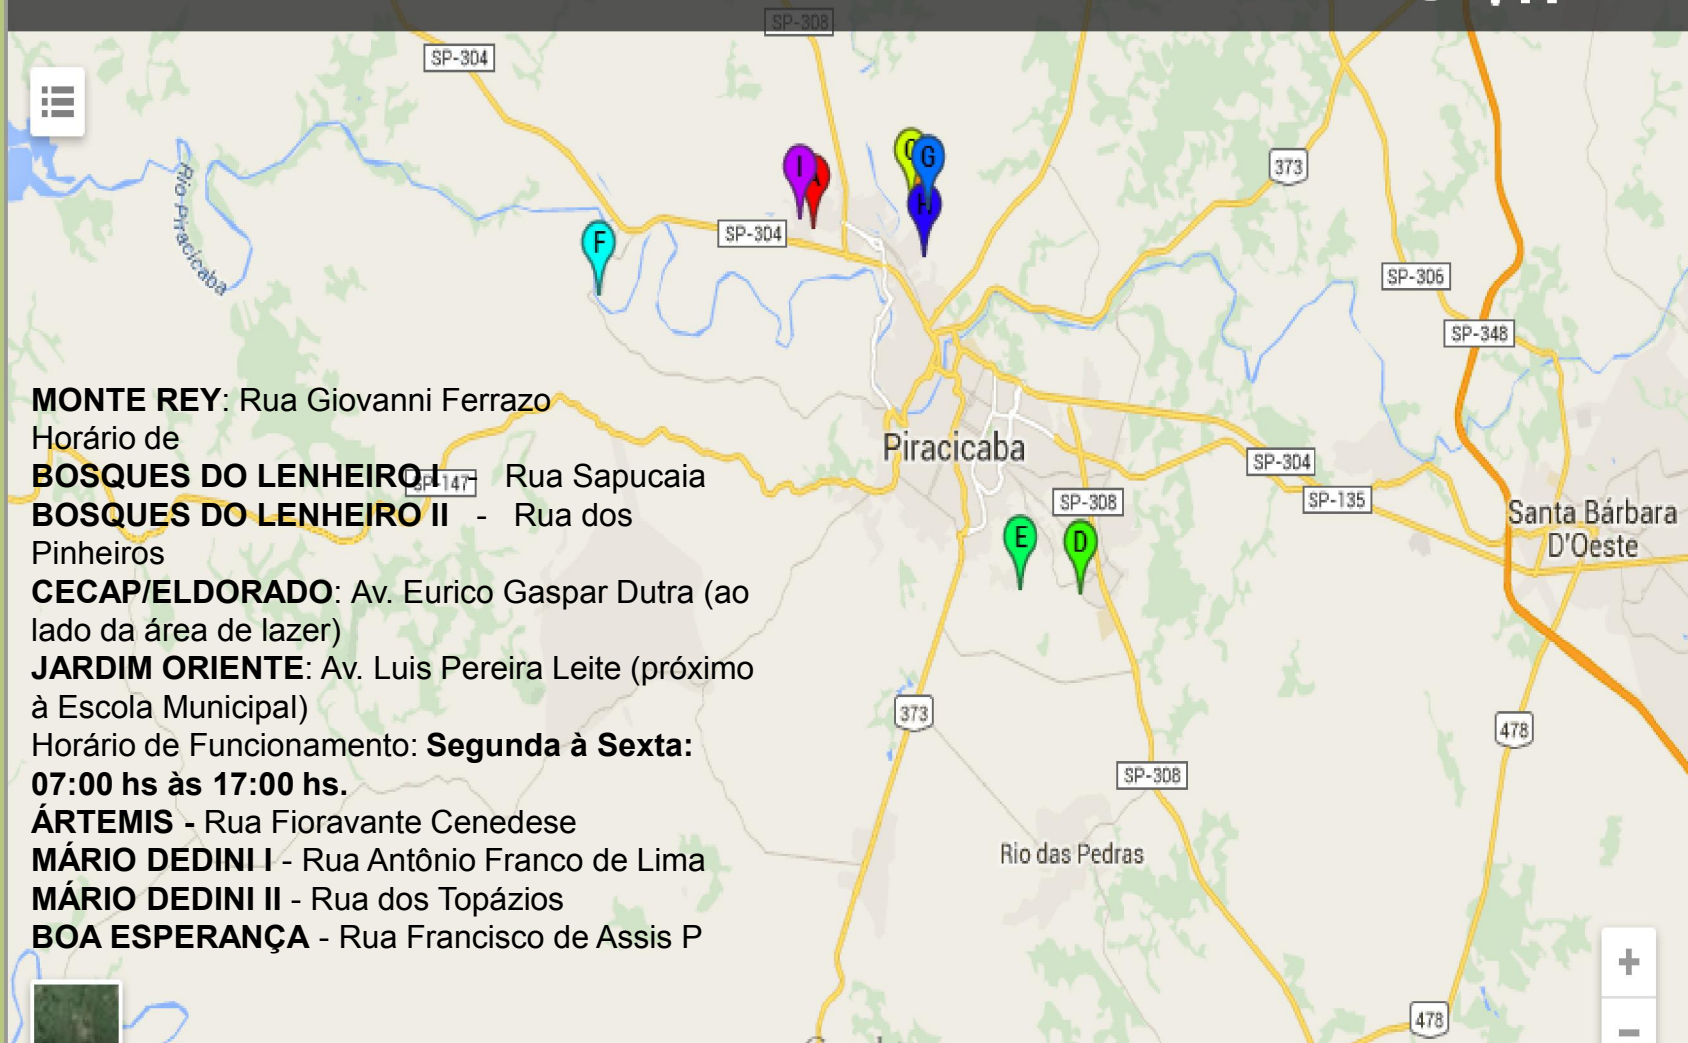 SP-308
SP-304
I
A
C
G
H
373
Rio Piracicaba
F
SP-304
SP-306
SP-348
MONTE REY: Rua Giovanni Ferrazo
Horário de
BOSQUES DO LENHEIRO I - Rua Sapucaia
SP-147
BOSQUES DO LENHEIRO II - Rua dos
Pinheiros
CECAP/ELDORADO: Av. Eurico Gaspar Dutra (ao
lado da área de lazer)
JARDIM ORIENTE: Av. Luis Pereira Leite (próximo
à Escola Municipal)
Horário de Funcionamento: Segunda à Sexta:
07:00 hs às 17:00 hs.
ÁRTEMIS - Rua Fioravante Cenedese
MÁRIO DEDINI I - Rua Antônio Franco de Lima
MÁRIO DEDINI II - Rua dos Topázios
BOA ESPERANÇA - Rua Francisco de Assis P
Piracicaba
SP-304
SP-308
SP-135
Santa Bárbara
D'Oeste
E
D
373
478
SP-308
Rio das Pedras
478